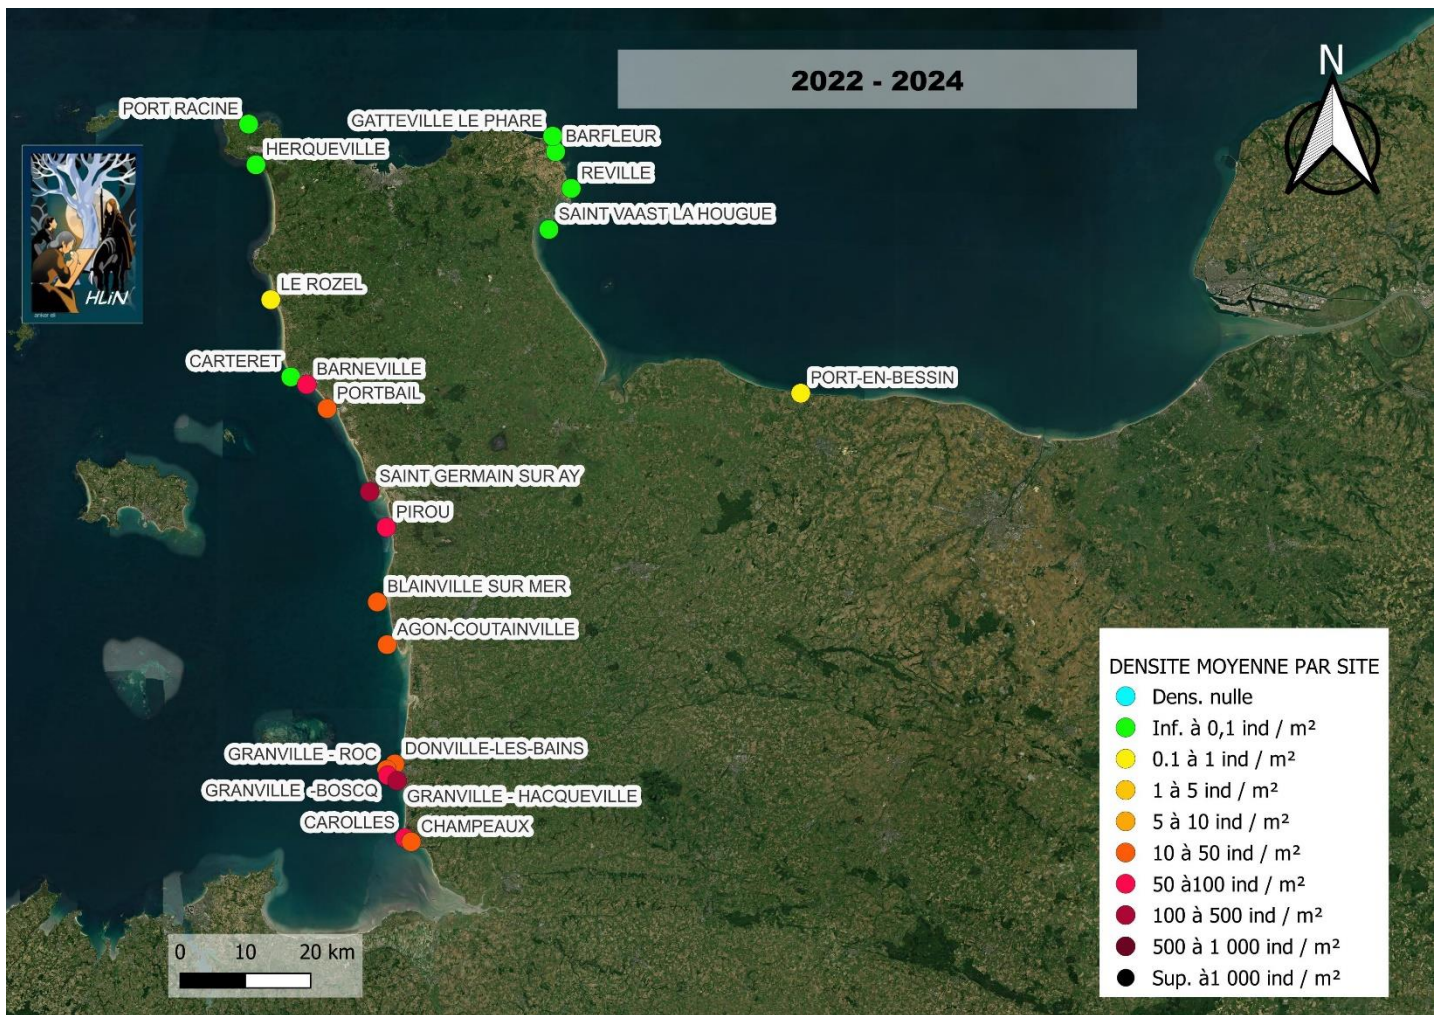 2022 - 2024
N
PORT RACINE
GATTEVILLE LE PHARE
BARFLEUR
HERQUEVILLE
REVILLE
SAINT VAAST LA HOUGUE
HLiN
LE ROZEL
CARTERET
BARNEVILLE
PORTBAIL
PORT-EN-BESSIN
SAINT GERMAIN SUR AY
PIROU
BLAINVILLE SUR MER
AGON-COUTAINVILLE
GRANVILLE - ROC
DONVILLE-LES-BAINS
GRANVILLE -BOSCQ
GRANVILLE - HACQUEVILLE
CAROLLES
CHAMPEAUX
DENSITE MOYENNE PAR SITE
Dens. nulle
Inf. à 0,1 ind / m²
0.1 à 1 ind / m²
1 à 5 ind / m²
5 à 10 ind / m²
10 à 50 ind / m²
50 à100 ind / m²
100 à 500 ind / m²
500 à 1 000 ind / m²
Sup. à1 000 ind / m²
0 10 20 km